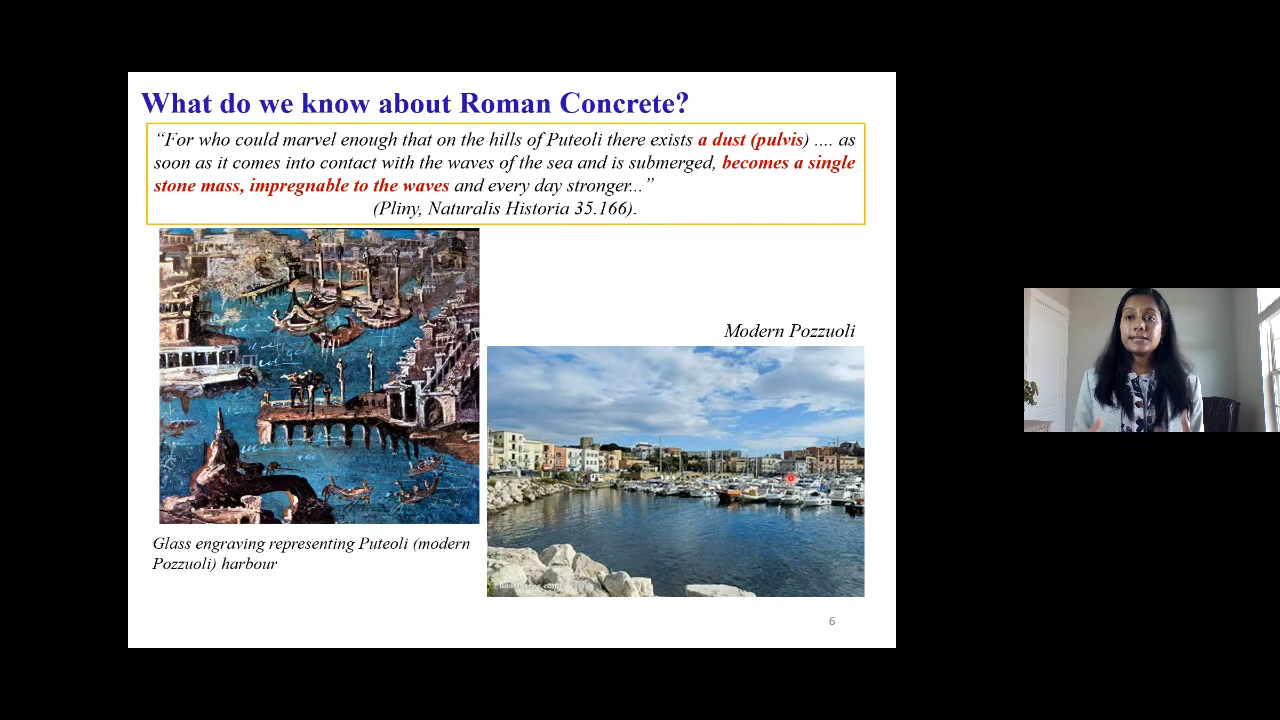 What do we know about Roman Concrete?
“For who could marvel enough that on the hills of Puteoli there exists a dust (pulvis) .... as
soon as it comes into contact with the waves of the sea and is submerged, becomes a single
stone mass, impregnable to the waves and every day stronger...”
(Pliny, Naturalis Historia 35.166).
Modern Pozzuoli
Glass engraving representing Puteoli (modern
Pozzuoli) harbour
6